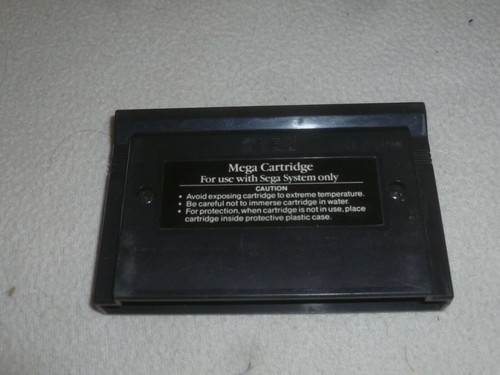 Mega Cartridge
For use with Sega System only
CAUTION
• Avoid exposing cartridge to extreme temperature.
• Be careful not to immerse cartridge in water.
• For protection, when cartridge is not in use, place
cartridge inside protective plastic case.